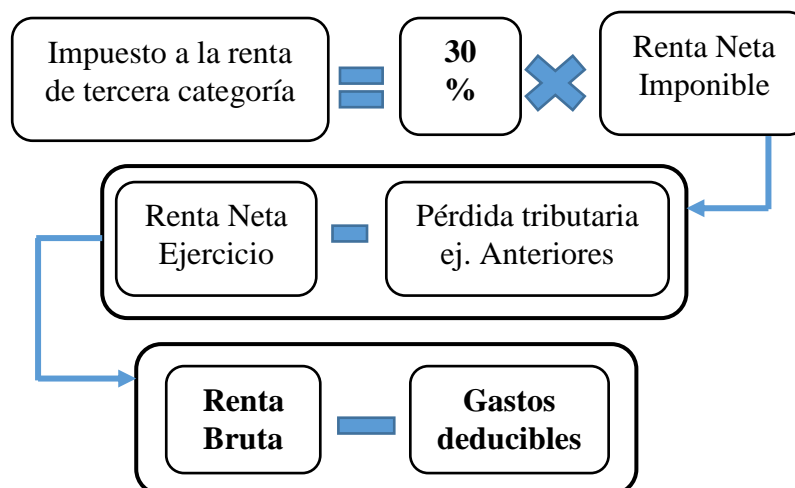 Impuesto a la renta
de tercera categoría
30
%
Renta Neta
Imponible
Renta Neta
Ejercicio
Pérdida tributaria
ej. Anteriores
Renta
Bruta
Gastos
deducibles